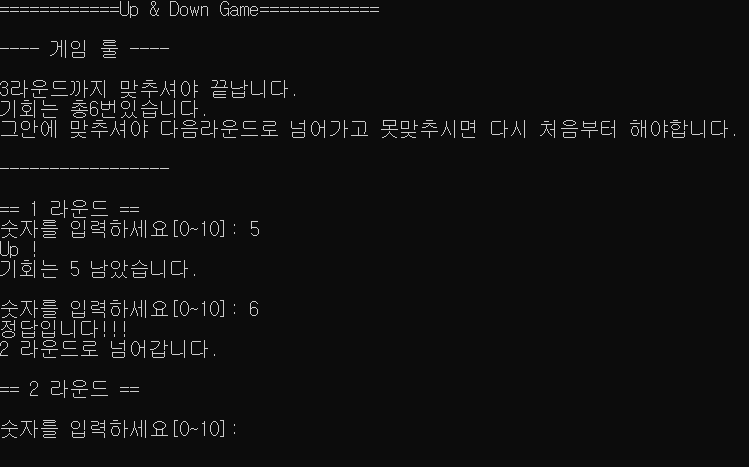 ============Up & Down Game============
---- 게임 룰 ----
3라운드까지 맞추셔야 끝납니다.
기회는 총6번있습니다.
그안에 맞추셔야 다음라운드로 넘어가고 못맞추시면 다시 처음부터 해야합니다.
-----------------
== 1 라운드 ==
숫자를 입력하세요[0~10]: 5
Up !
기회는 5 남았습니다.
숫자를 입력하세요[0~10]: 6
정답입니다!!!
2 라운드로 넘어갑니다.
== 2 라운드 ==
숫자를 입력하세요[0~10]: